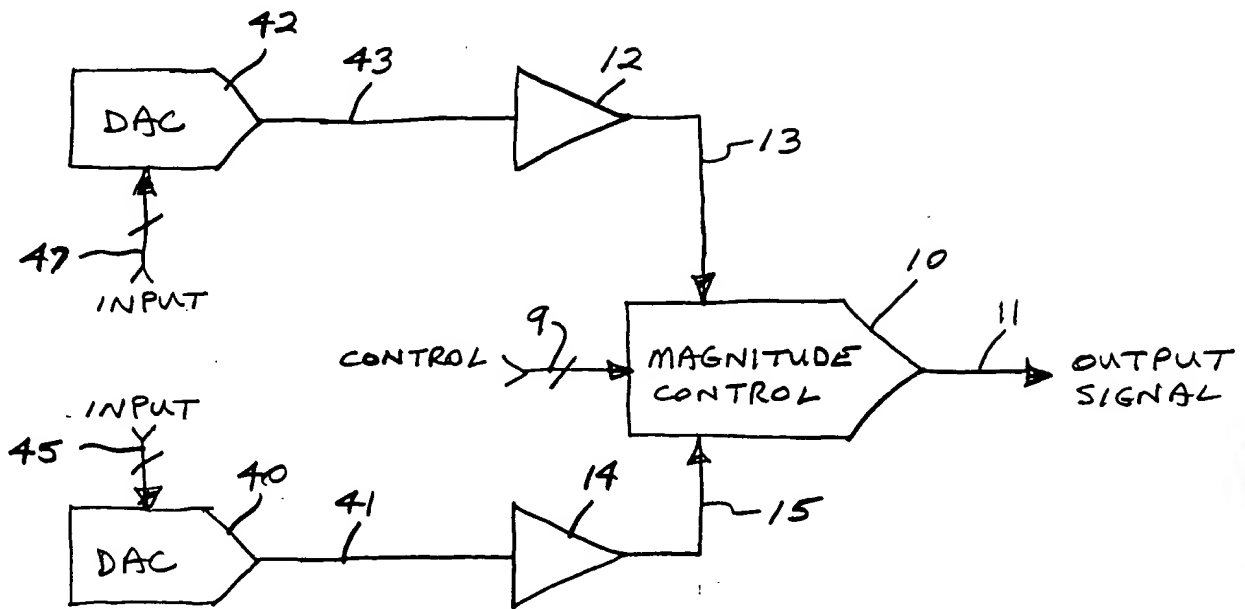 42
43
12
DAC
13
47
INPUT
10
9
11
CONTROL
MAGNITUDE
CONTROL
OUTPUT
SIGNAL
INPUT
45
40
41
14
15
DAC